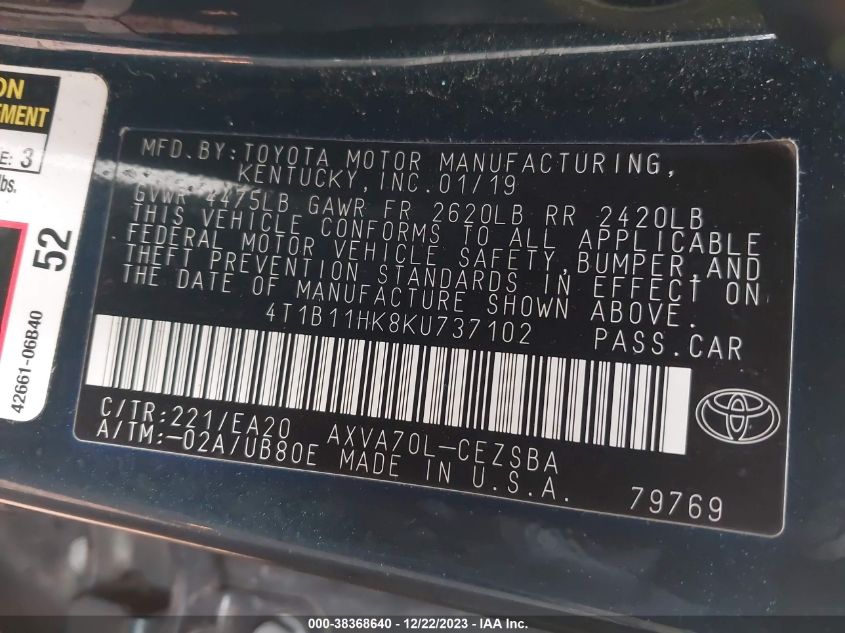 ON
TEMENT
E: 3
lbs.
52
42661-06B40
MFD.BY:TOYOTA MOTOR MANUFACTURING,
KENTUCKY,INC.01/19
GVWR 4475LB GAWR FR 2620LB RR 2420LB
THIS VEHICLE CONFORMS TO ALL APPLICABLE
FEDERAL MOTOR VEHICLE SAFETY,BUMPER,AND
THEFT PREVENTION STANDARDS IN EFFECT ON
THE DATE OF MANUFACTURE SHOWN ABOVE.
4T1B11HK8KU737102 PASS.CAR
C/TR:221/EA20 AXVA70L-CEZSBA
A/TM:-02A/UB80E MADE IN U.S.A.
79769
000-38368640 - 12/22/2023 - IAA Inc.